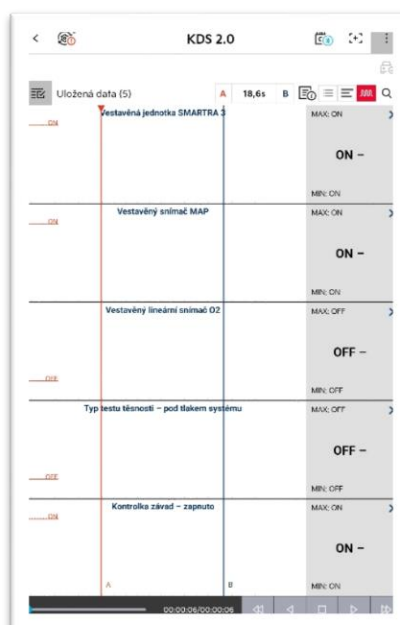 KDS 2.0
Uložená data (5)
A 18,6s B
Vestavěná jednotka SMARTRA 3
MAX: ON
ON
ON –
MIN: ON
Vestavěný snímač MAP
MAX: ON
ON
ON –
MIN: ON
Vestavěný lineární snímač O2
MAX: OFF
OFF –
OFF
MIN: OFF
Typ testu těsnosti – pod tlakem systému
MAX: OFF
OFF –
OFF
MIN: OFF
Kontrolka závad – zapnuto
MAX: ON
ON
ON –
A B
MIN: ON
00:00:06/00:00:06